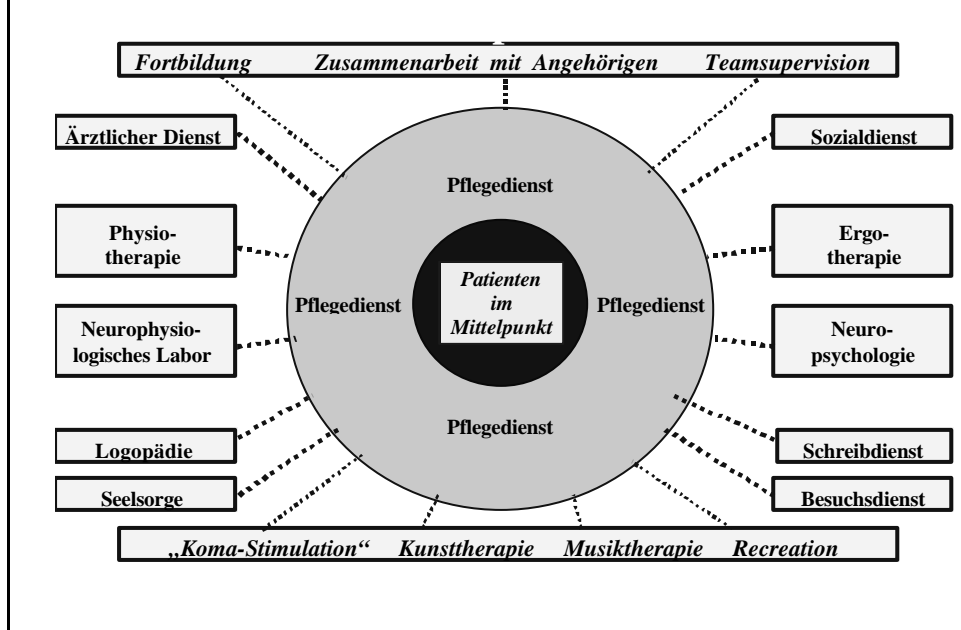 Fortbildung Zusammenarbeit mit Angehörigen Teamsupervision
Ärztlicher Dienst
Sozialdienst
Pflegedienst
Physio-
therapie
Ergo-
therapie
Pflegedienst
Patienten
im
Mittelpunkt
Pflegedienst
Neurophysio-
logisches Labor
Neuro-
psychologie
Pflegedienst
Logopädie
Schreibdienst
Seelsorge
Besuchsdienst
„Koma-Stimulation“ Kunsttherapie Musiktherapie Recreation